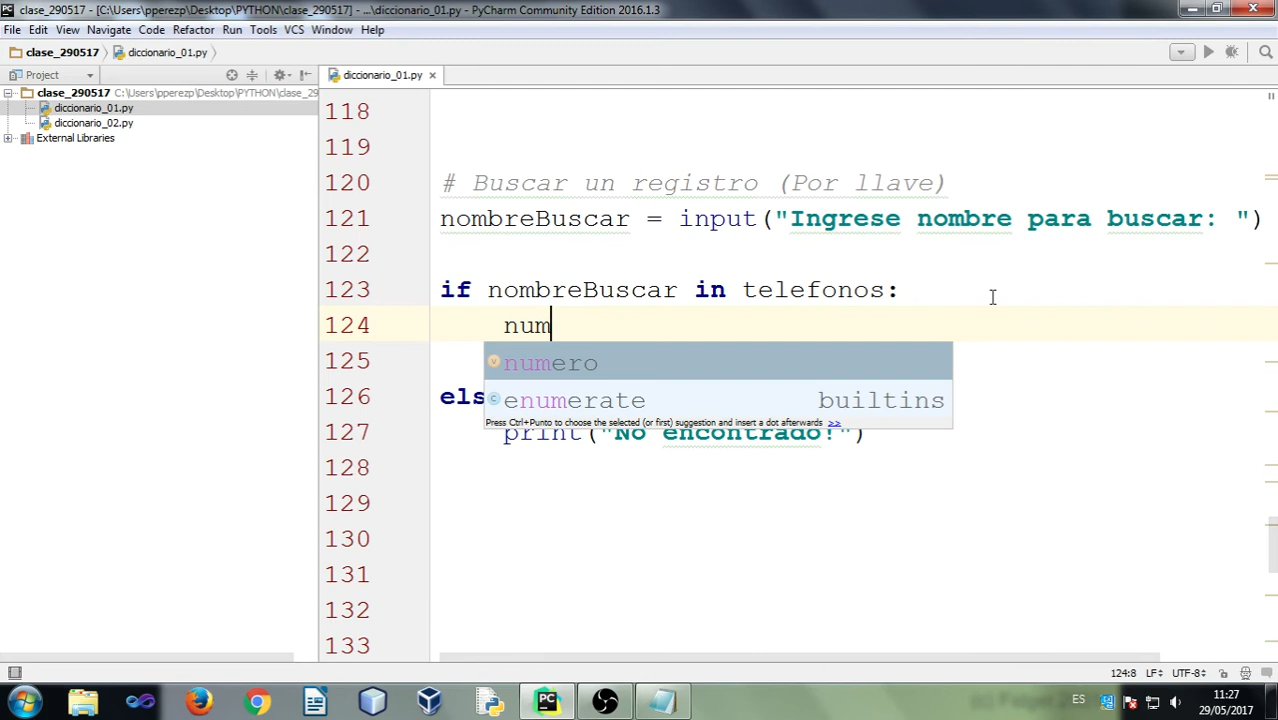 clase_290517 - [C:\Users\pperezp\Desktop\PYTHON\clase_290517] - ...\diccionario_01.py - PyCharm Community Edition 2016.1.3
File Edit View Navigate Code Refactor Run Tools VCS Window Help
clase_290517 diccionario_01.py
Project
diccionario_01.py
clase_290517 C:\Users\pperezp\Desktop\PYTHON\clase_29
diccionario_01.py
diccionario_02.py
External Libraries
118
119
120 # Buscar un registro (Por llave)
121 nombreBuscar = input("Ingrese nombre para buscar: ")
122
123 if nombreBuscar in telefonos:
124 num
125 numero
126 els enumerate builtins
Press Ctrl+Punto to choose the selected (or first) suggestion and insert a dot afterwards >>
127 print("No encontrado!")
128
129
130
131
132
133
124:8 LF UTF-8
ES 11:27
29/05/2017